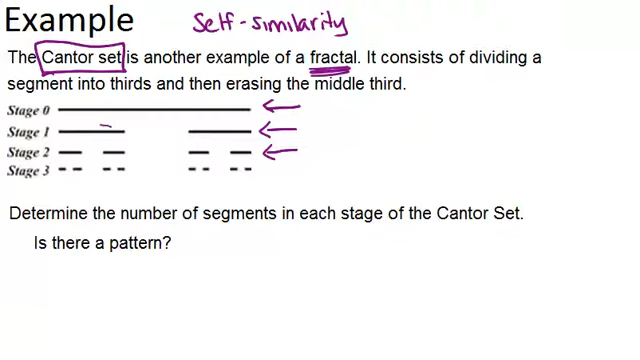 Example
Self-similarity
The Cantor set is another example of a fractal. It consists of dividing a
segment into thirds and then erasing the middle third.
Stage 0
Stage 1
Stage 2
Stage 3
Determine the number of segments in each stage of the Cantor Set.
Is there a pattern?